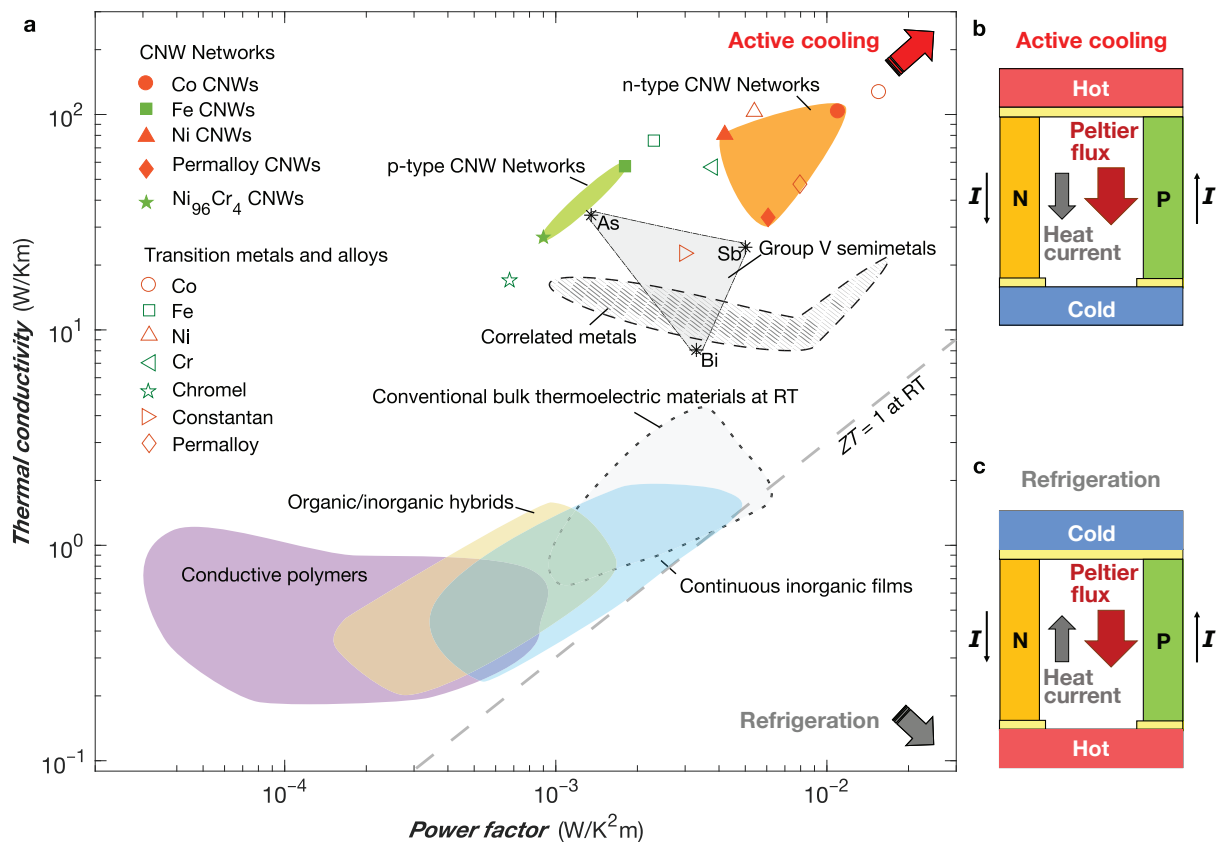 a
Active cooling
CNW Networks
Co CNWs
Fe CNWs
Ni CNWs
Permalloy CNWs
Ni96Cr4 CNWs
Transition metals and alloys
Co
Fe
Ni
Cr
Chromel
Constantan
Permalloy
n-type CNW Networks
p-type CNW Networks
As
Sb
Group V semimetals
Correlated metals
Bi
Conventional bulk thermoelectric materials at RT
ZT = 1 at RT
Organic/inorganic hybrids
Conductive polymers
Continuous inorganic films
Refrigeration
10^2
10^1
10^0
10^-1
Thermal conductivity (W/Km)
10^-4
10^-3
10^-2
Power factor (W/K^2m)
b
Active cooling
Hot
Peltier
flux
I
N
P
I
Heat
current
Cold
c
Refrigeration
Cold
Peltier
flux
I
N
P
I
Heat
current
Hot